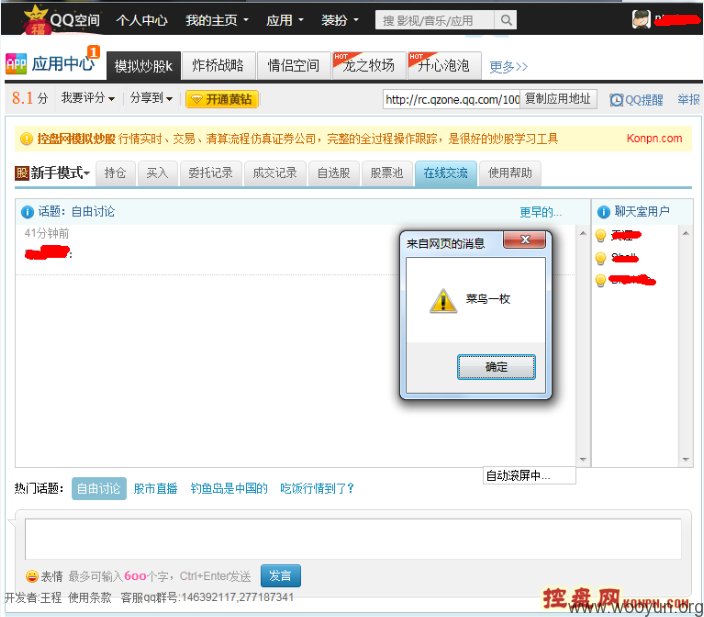 福 QQ空间 个人中心 我的主页 应用 装扮 搜 影视/音乐/应用
APP 应用中心 1 模拟炒股k 炸桥战略 情侣空间 HOT 龙之牧场 HOT 开心泡泡 更多>>
8.1 分 我要评分 分享到 开通黄钻 http://rc.qzone.qq.com/100 复制应用地址 QQ提醒 举报
控盘网模拟炒股 行情实时、交易、清算流程仿真证券公司，完整的全过程操作跟踪，是很好的炒股学习工具 Konpn.com
股 新手模式 持仓 买入 委托记录 成交记录 自选股 股票池 在线交流 使用帮助
话题：自由讨论 更早的... 聊天室用户
41分钟前
:
来自网页的消息
菜鸟一枚
确定
自动滚屏中...
热门话题： 自由讨论 股市直播 钓鱼岛是中国的 吃饭行情到了？
表情 最多可输入600个字，Ctrl+Enter发送 发言
开发者:王程 使用条款 客服qq群号:146392117,277187341
控盘网 KONPN.COM
www.wooyun.org